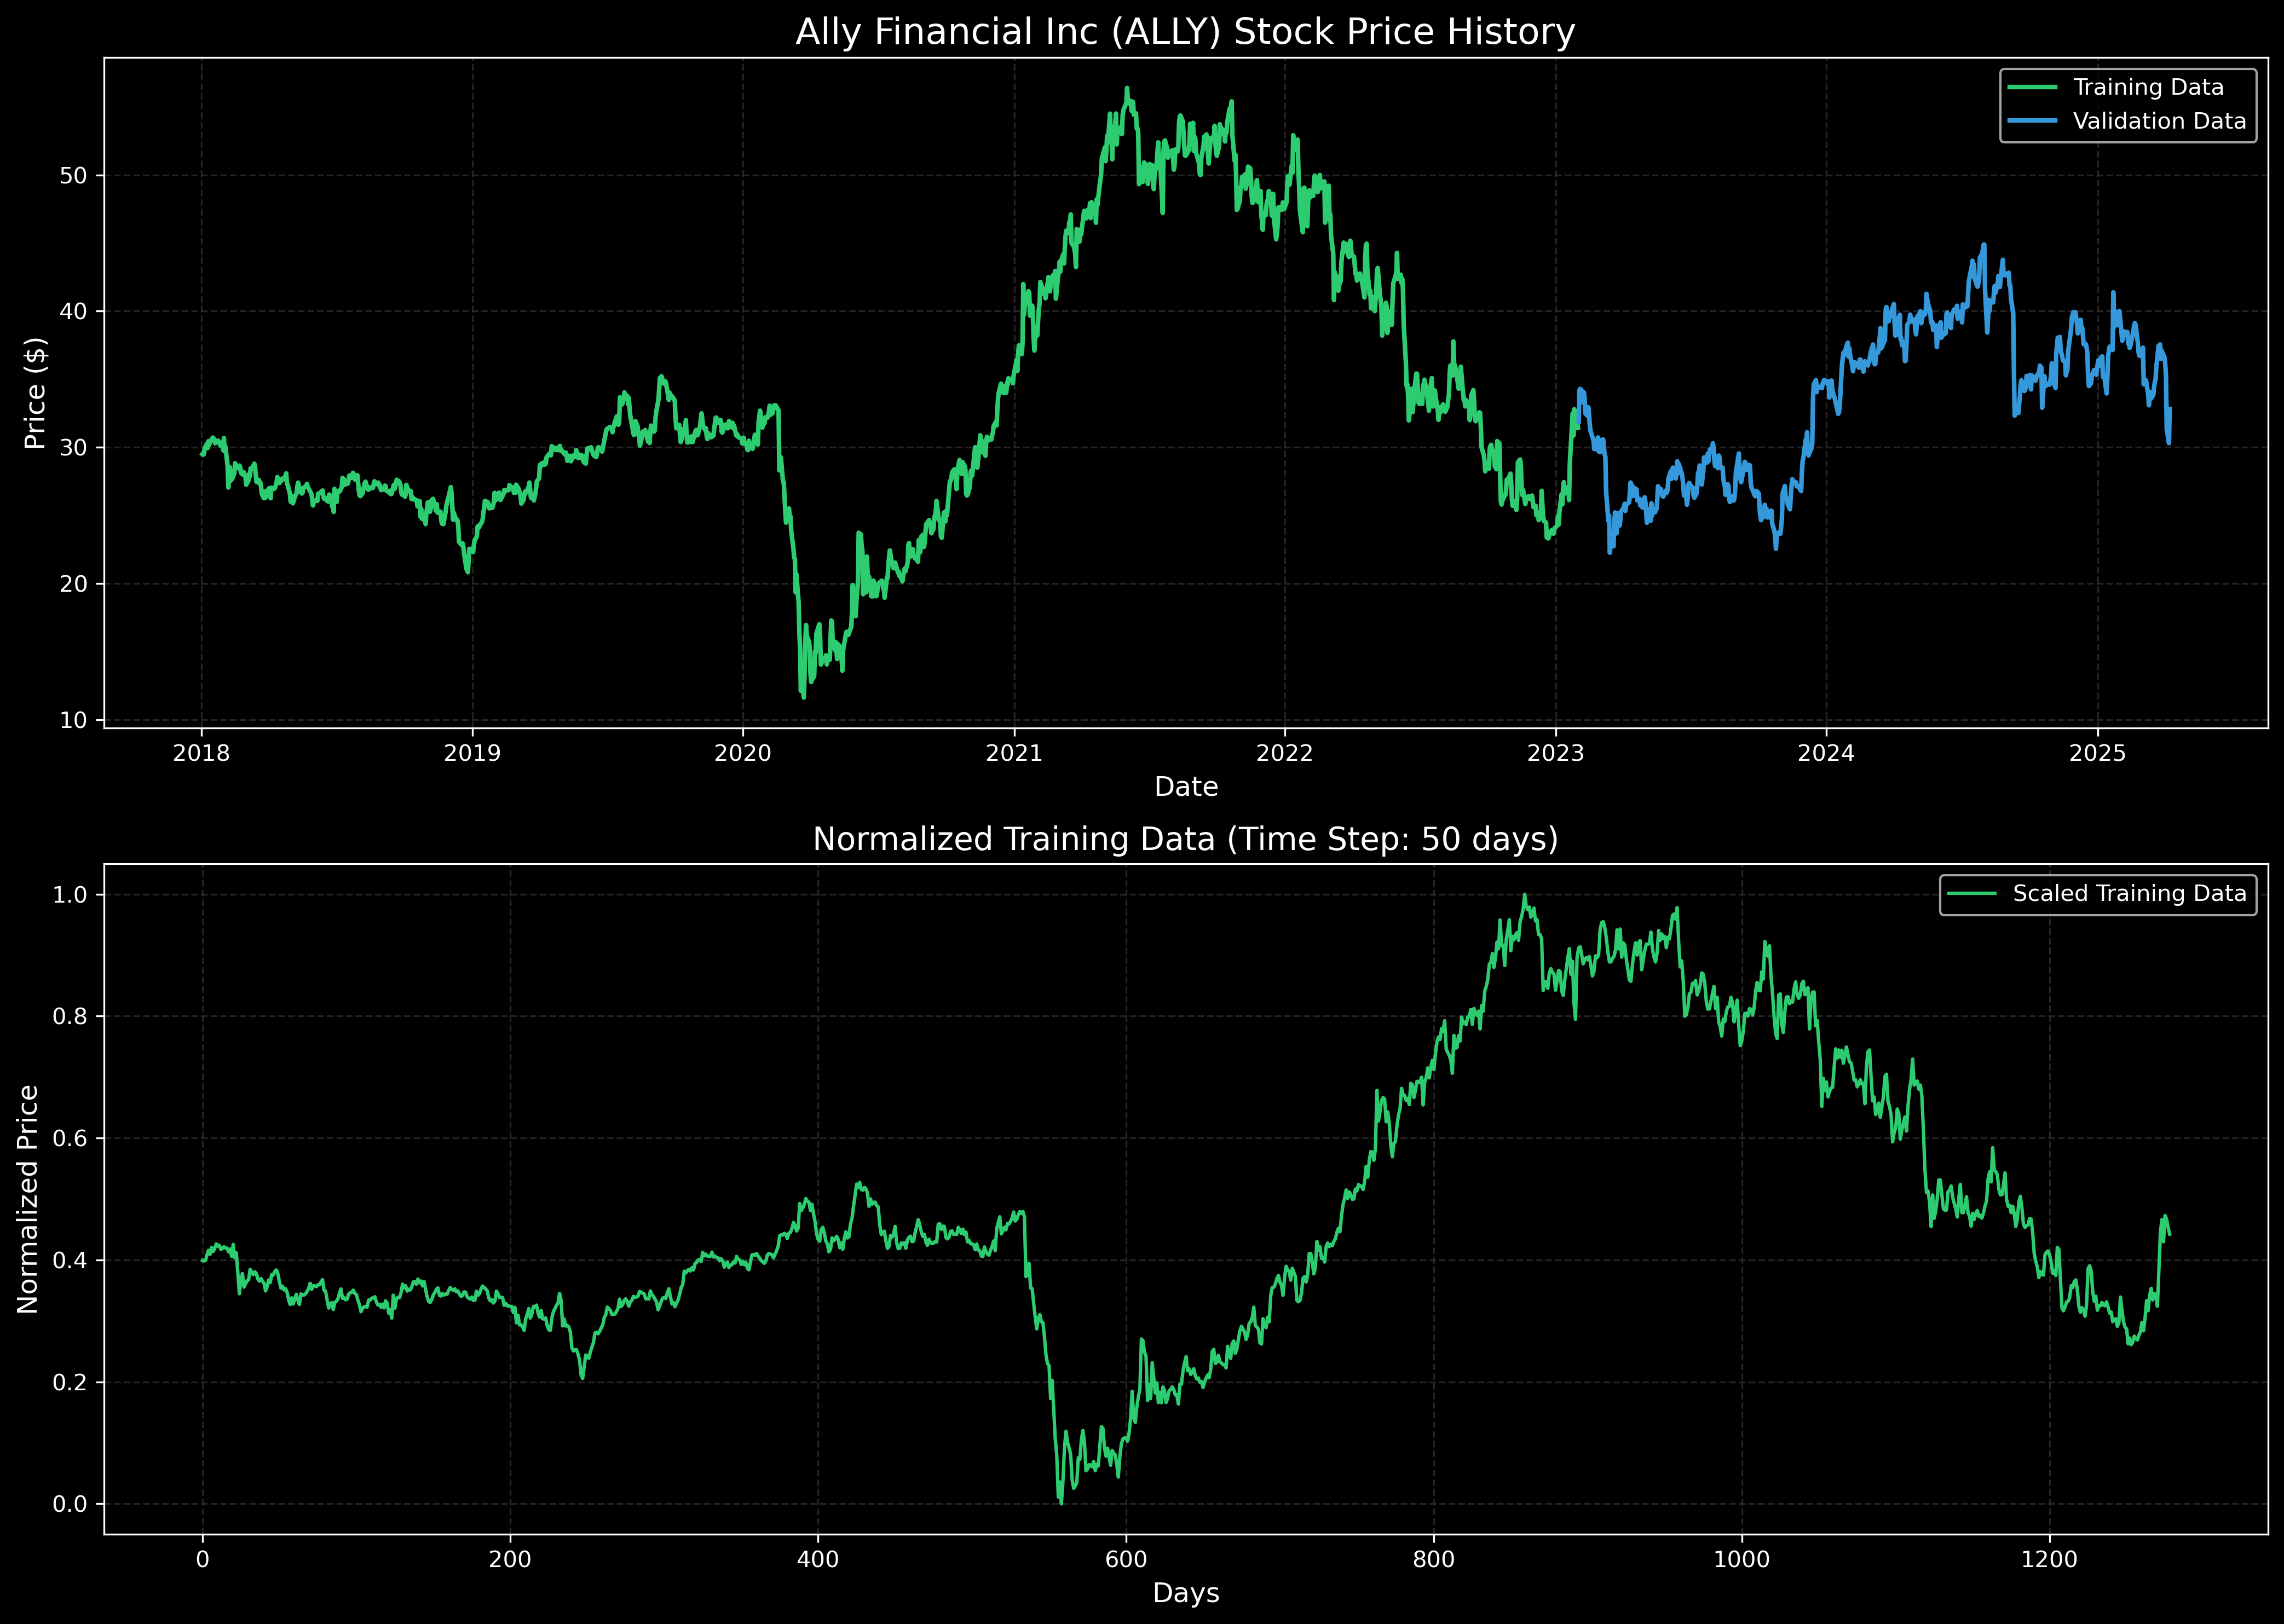 Ally Financial Inc (ALLY) Stock Price History
Training Data
Validation Data
Price ($)
50
40
30
20
10
2018 2019 2020 2021 2022 2023 2024 2025
Date
Normalized Training Data (Time Step: 50 days)
Scaled Training Data
Normalized Price
1.0
0.8
0.6
0.4
0.2
0.0
0 200 400 600 800 1000 1200
Days